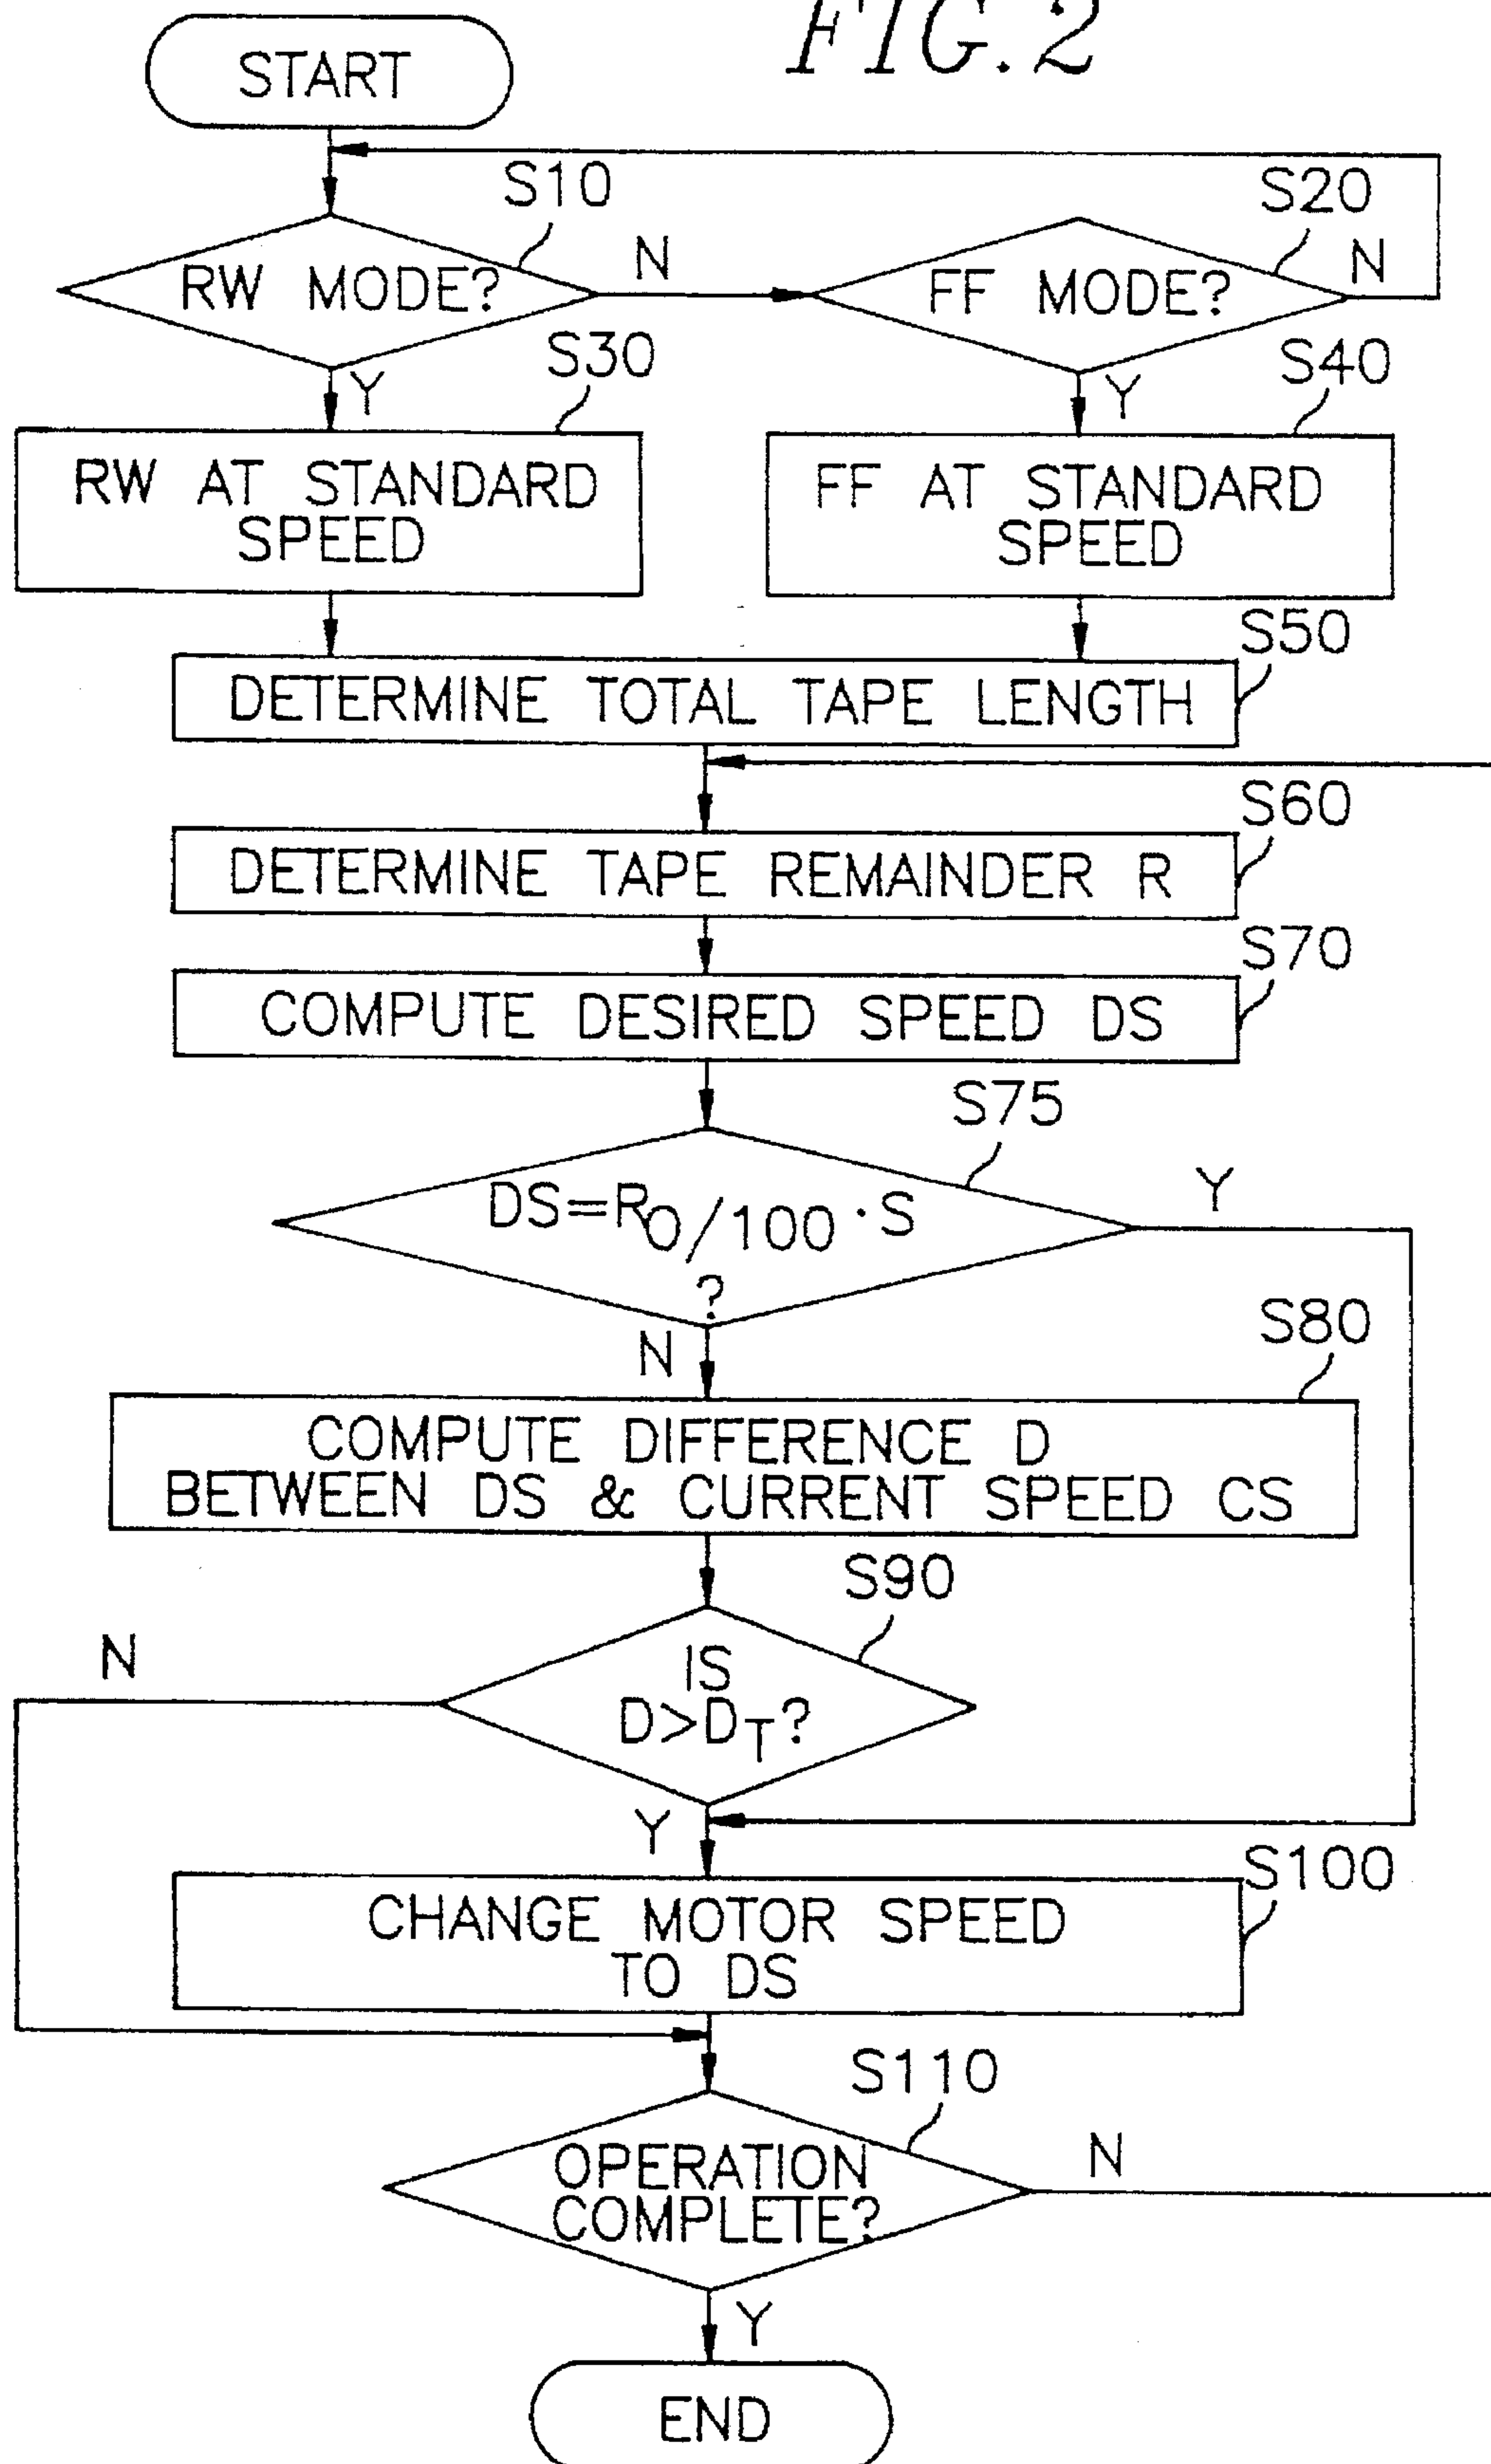 FIG. 2
START
S10
S20
RW MODE?
N
FF MODE?
N
S30
S40
Y
Y
RW AT STANDARD
SPEED
FF AT STANDARD
SPEED
S50
DETERMINE TOTAL TAPE LENGTH
S60
DETERMINE TAPE REMAINDER R
S70
COMPUTE DESIRED SPEED DS
S75
Y
DS=RO/100·S
?
N
S80
COMPUTE DIFFERENCE D
BETWEEN DS & CURRENT SPEED CS
S90
N
IS
D>DT?
Y
S100
CHANGE MOTOR SPEED
TO DS
S110
N
OPERATION
COMPLETE?
Y
END